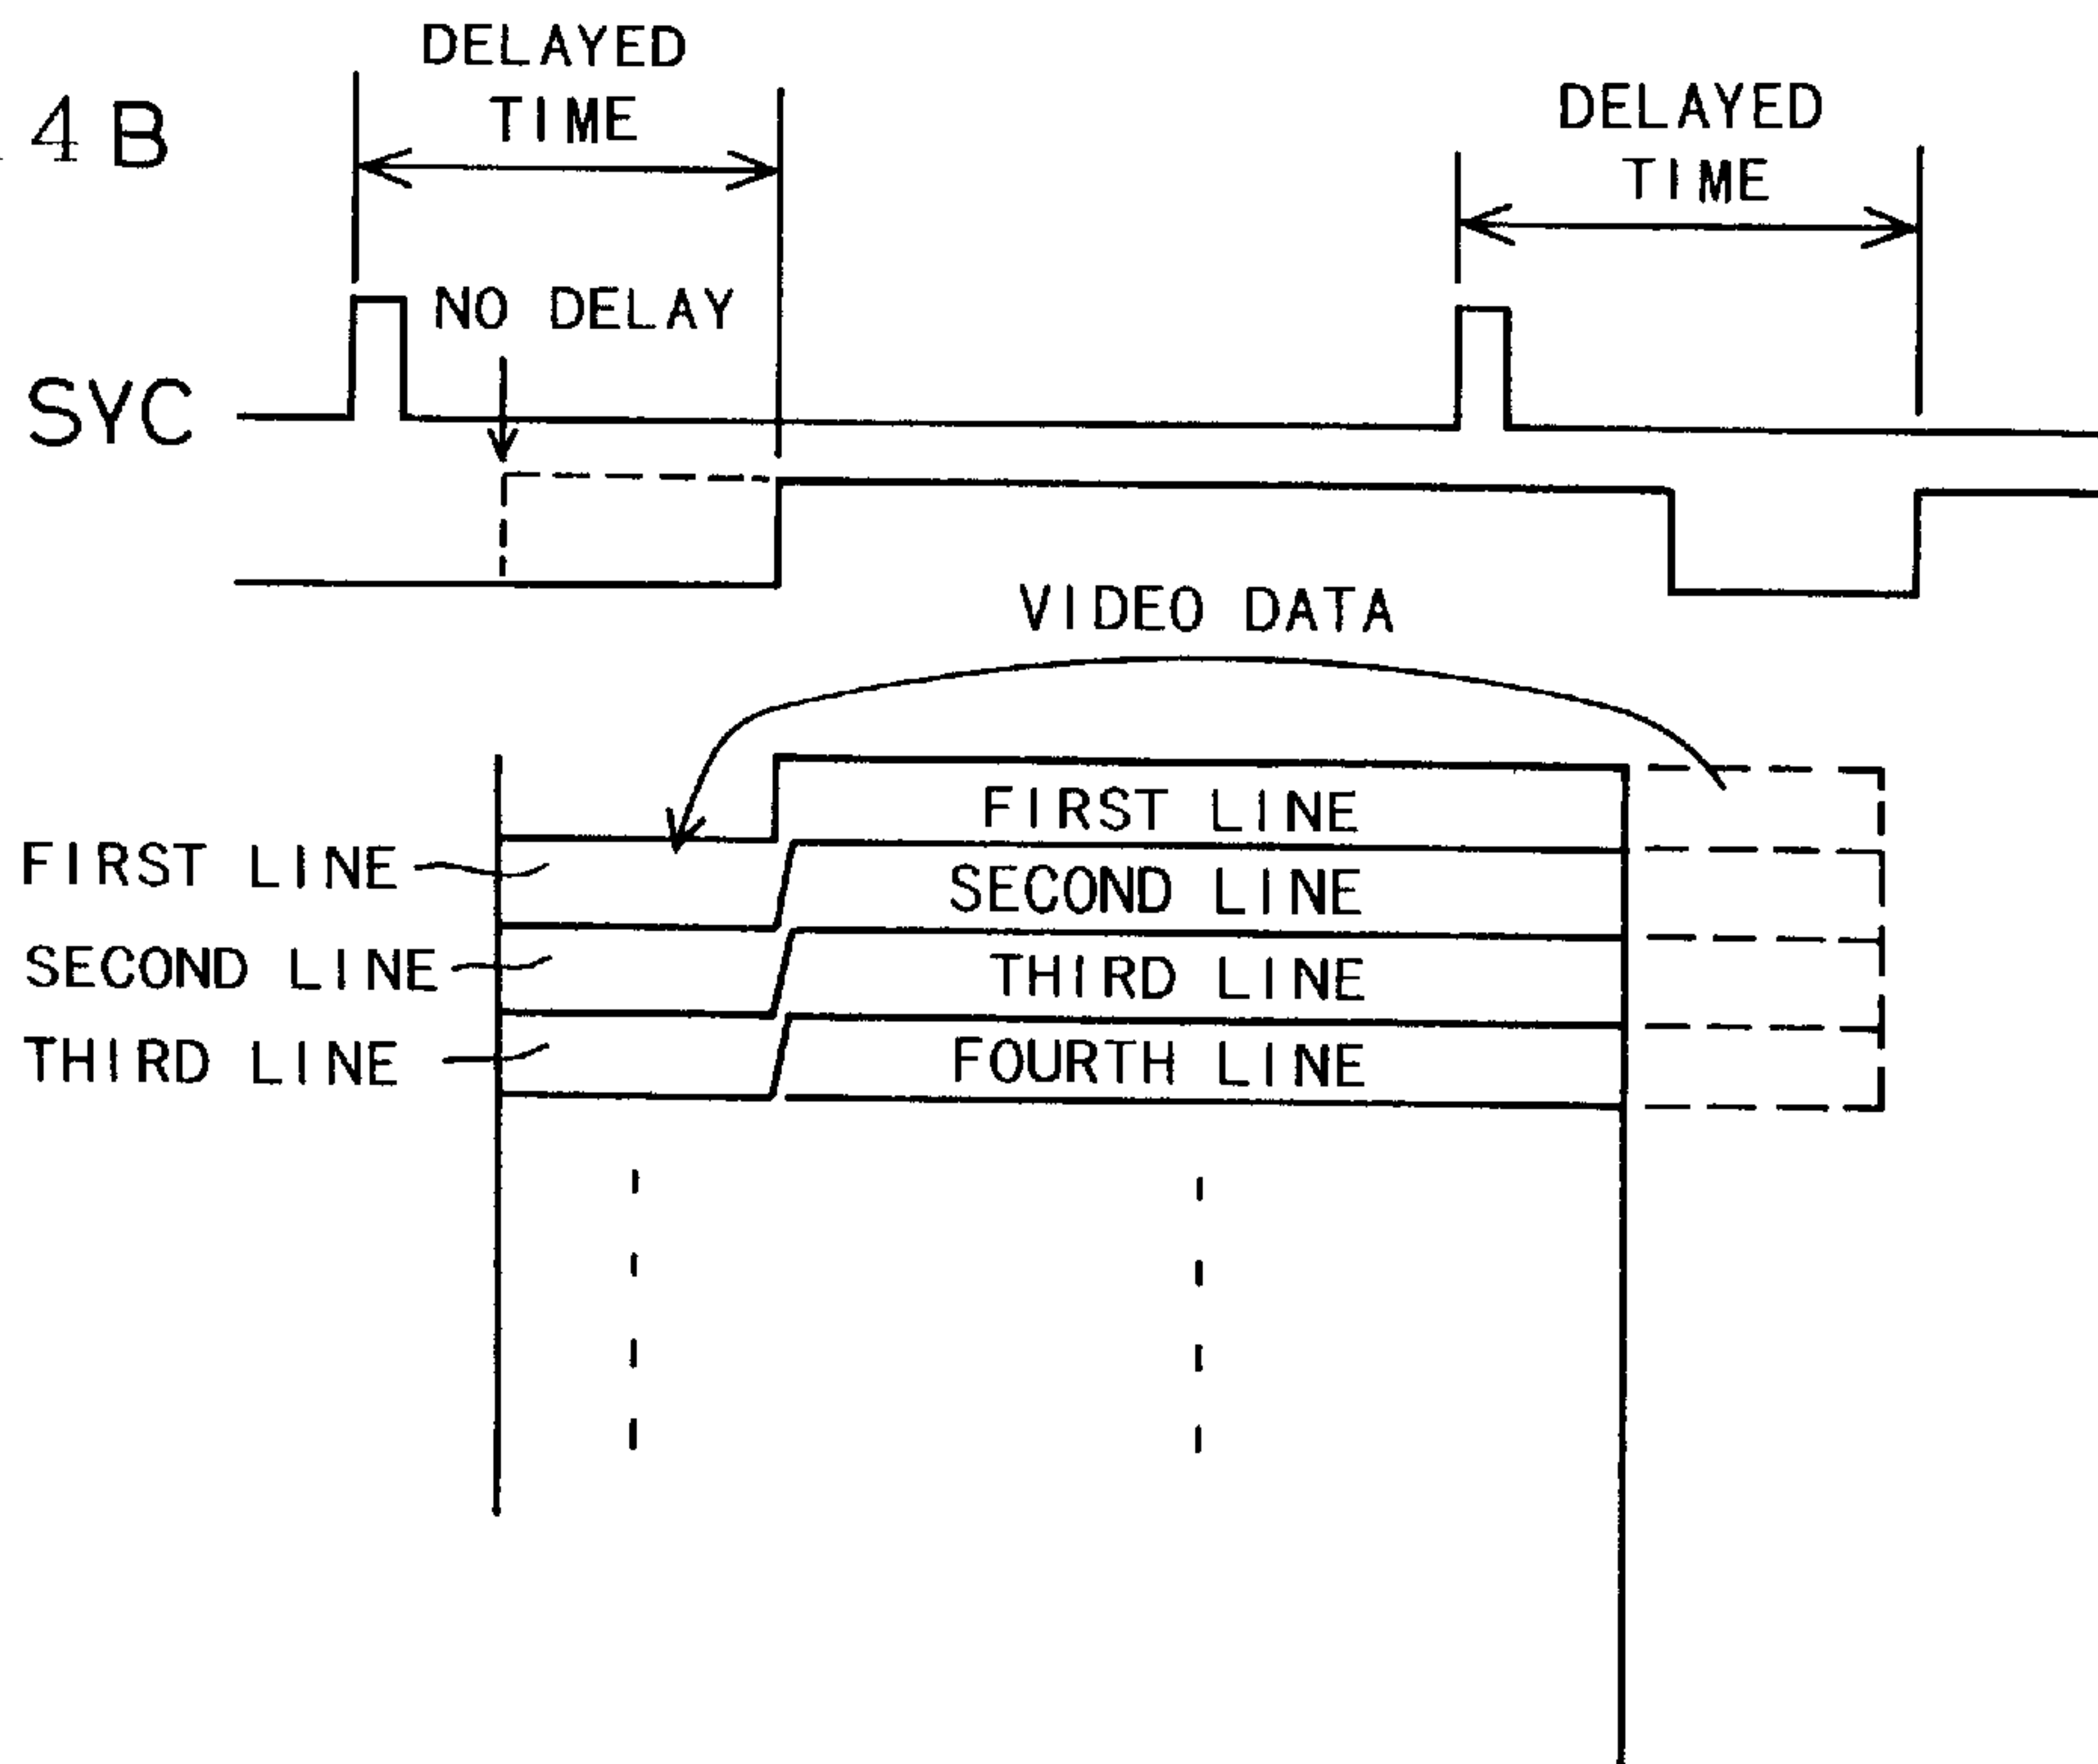 DELAYED
TIME
DELAYED
TIME
4B
NO DELAY
SYC
VIDEO DATA
FIRST LINE
FIRST LINE
SECOND LINE
SECOND LINE
THIRD LINE
THIRD LINE
FOURTH LINE